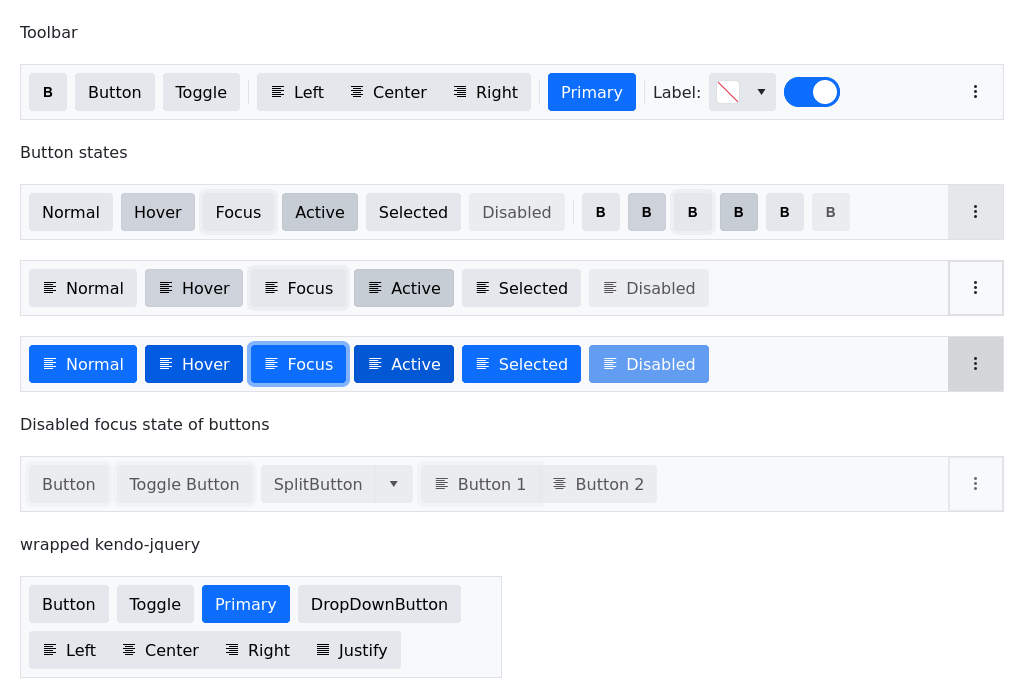 Toolbar
B Button Toggle Left Center Right Primary Label:
Button states
Normal Hover Focus Active Selected Disabled B B B B B B
Normal Hover Focus Active Selected Disabled
Normal Hover Focus Active Selected Disabled
Disabled focus state of buttons
Button Toggle Button SplitButton Button 1 Button 2
wrapped kendo-jquery
Button Toggle Primary DropDownButton
Left Center Right Justify